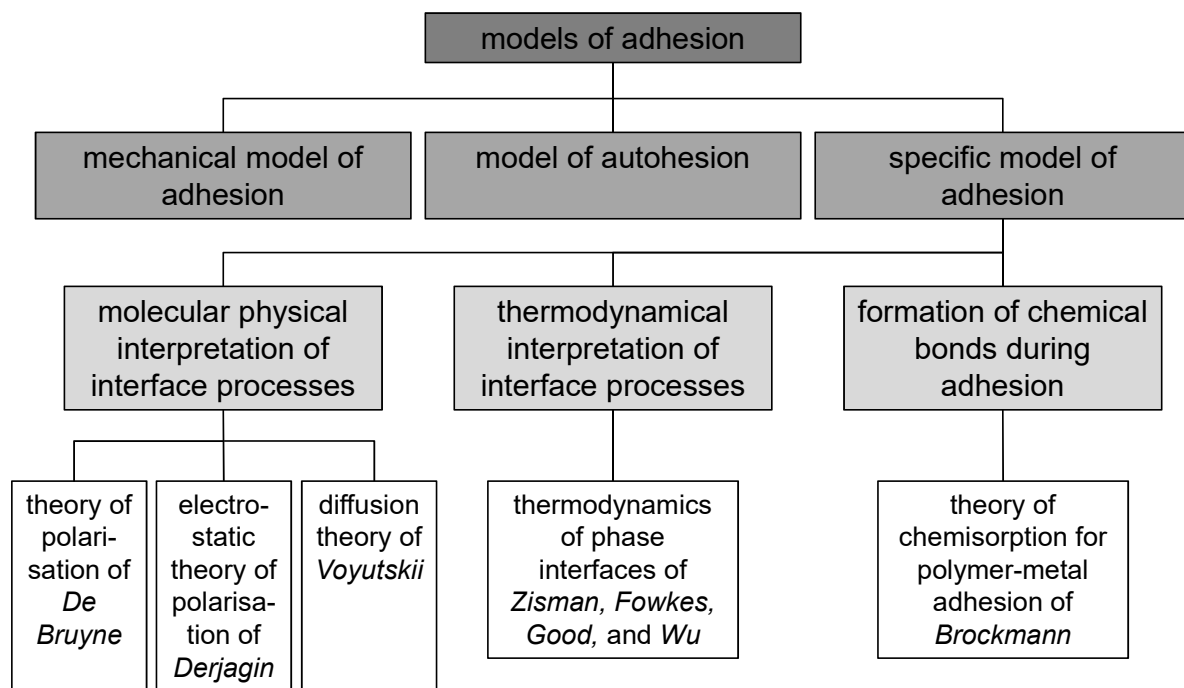 models of adhesion
mechanical model of
adhesion
model of autohesion
specific model of
adhesion
molecular physical
interpretation of
interface processes
thermodynamical
interpretation of
interface processes
formation of chemical
bonds during
adhesion
theory of
polari-
sation of
De
Bruyne
electro-
static
theory of
polarisa-
tion of
Derjagin
diffusion
theory of
Voyutskii
thermodynamics
of phase
interfaces of
Zisman, Fowkes,
Good, and Wu
theory of
chemisorption for
polymer-metal
adhesion of
Brockmann